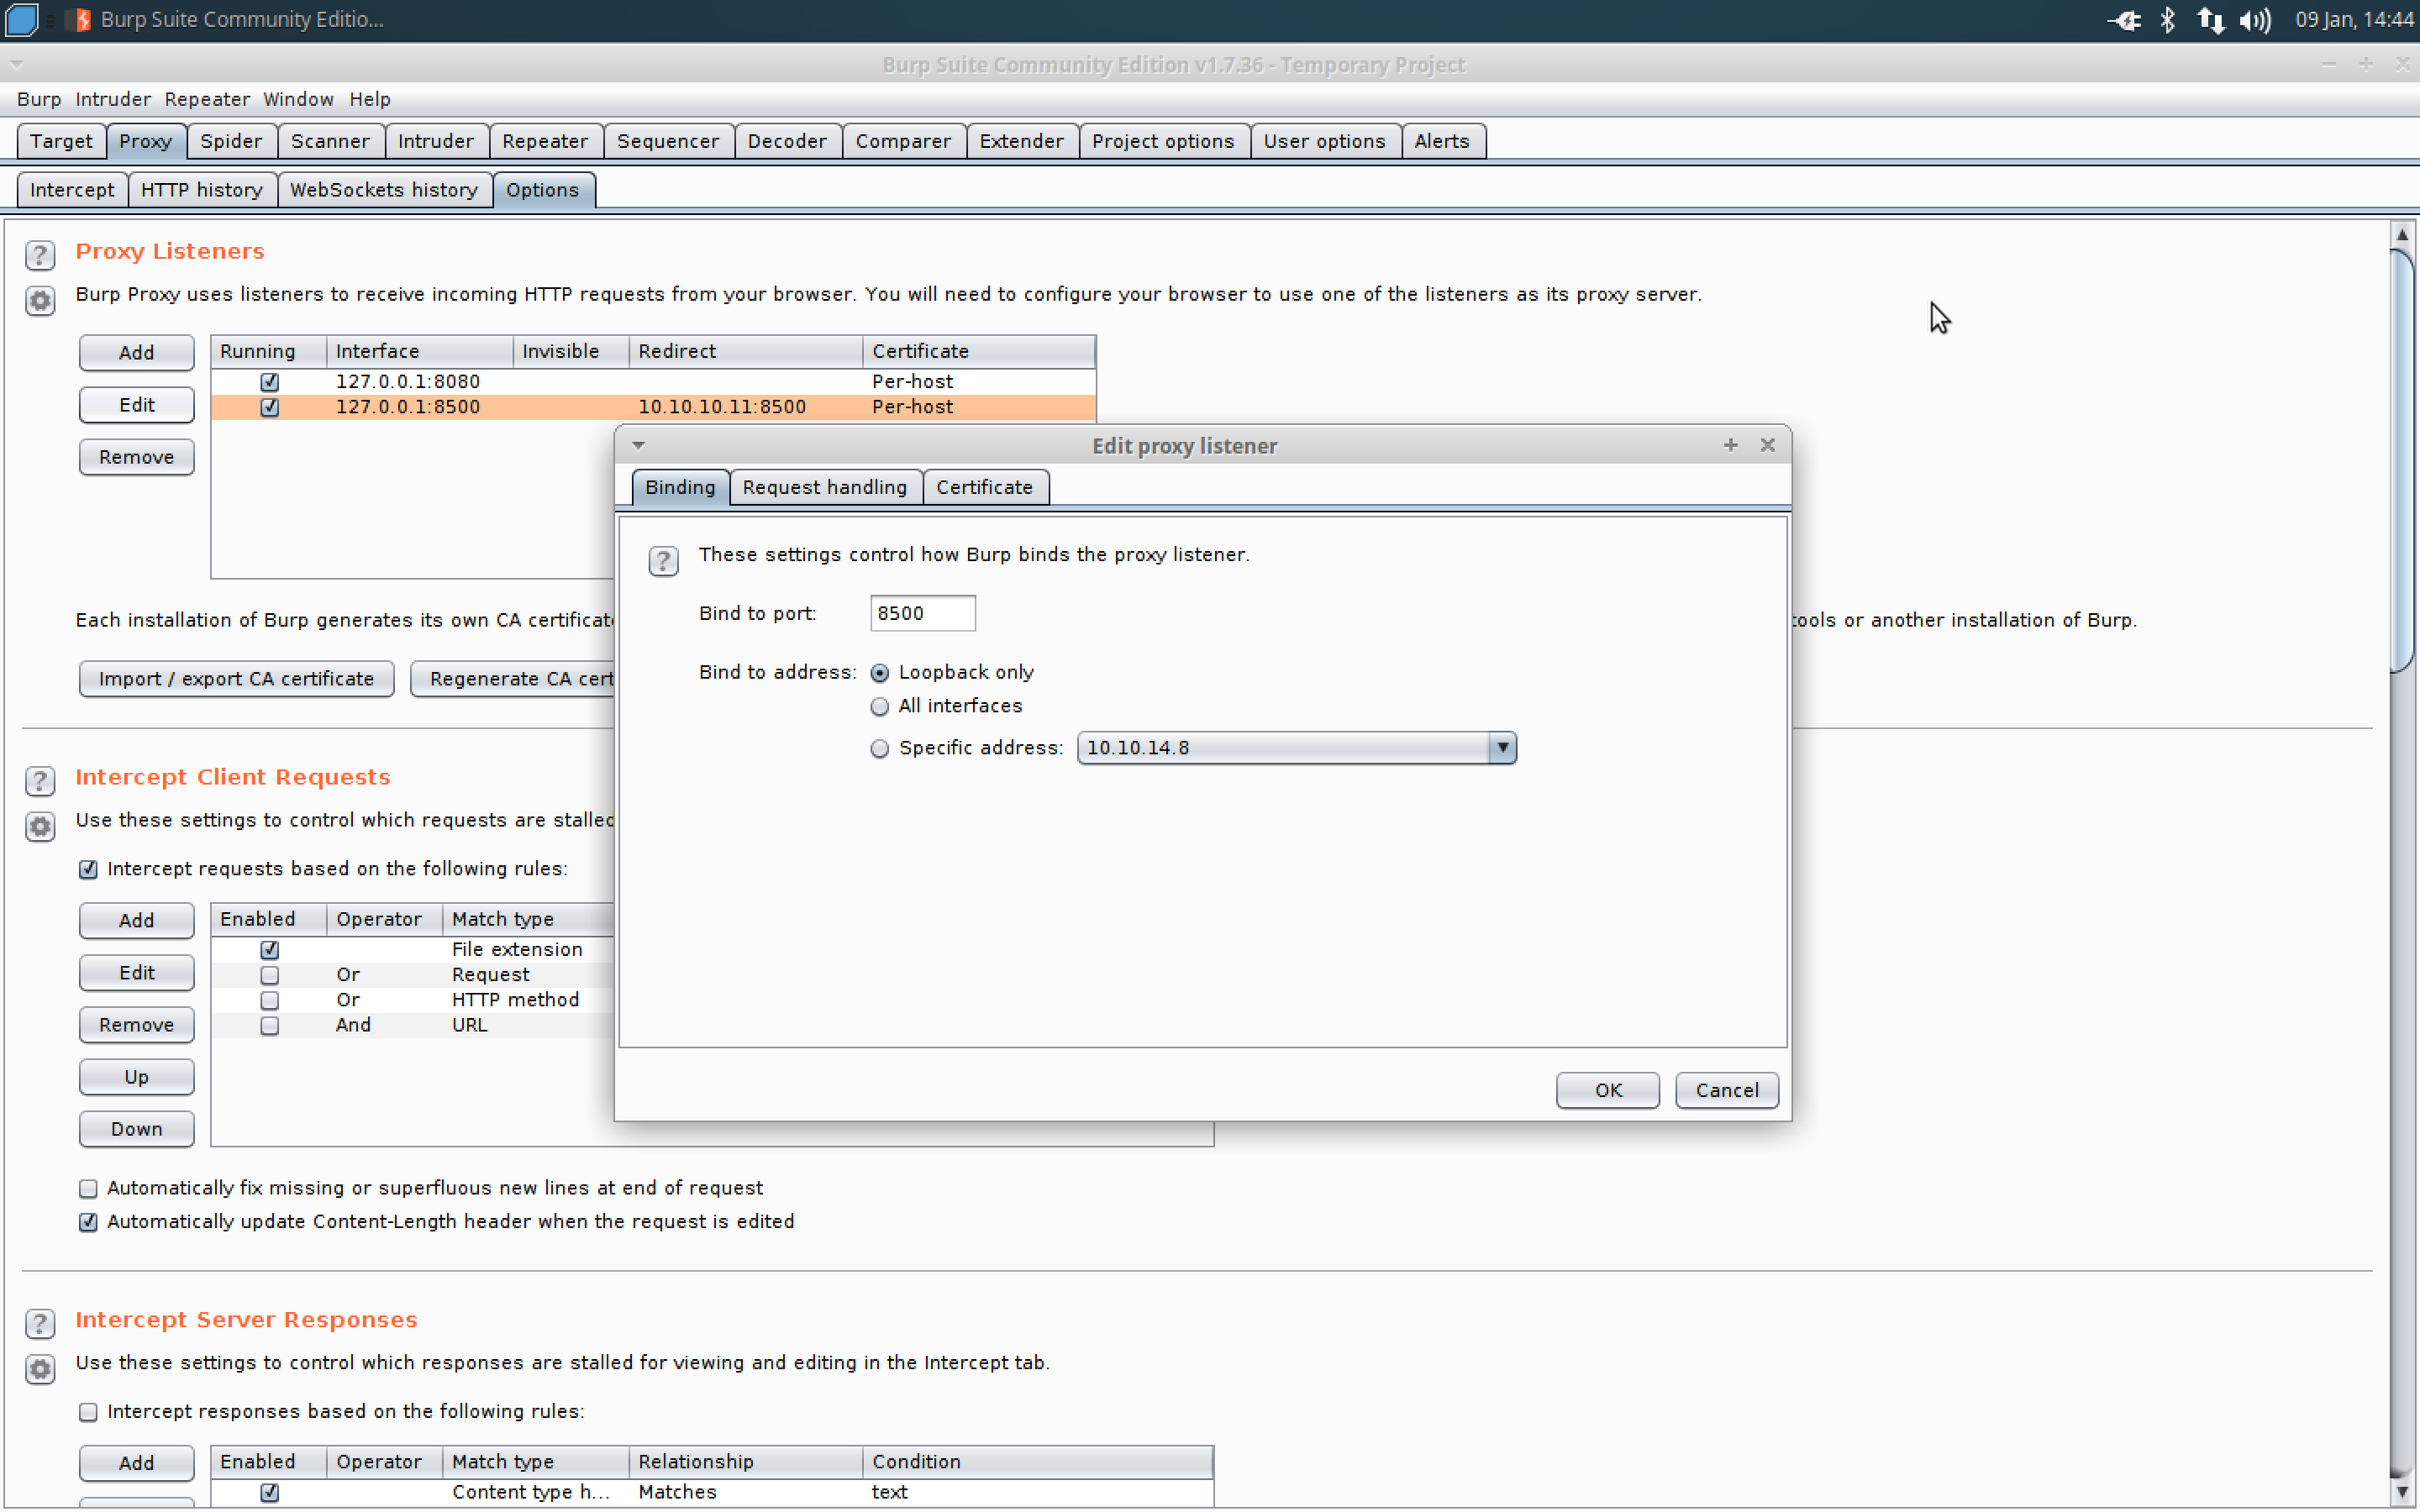 Burp Suite Community Editio...
09 Jan, 14:44
Burp Suite Community Edition v1.7.36 - Temporary Project
Burp Intruder Repeater Window Help
Target Proxy Spider Scanner Intruder Repeater Sequencer Decoder Comparer Extender Project options User options Alerts
Intercept HTTP history WebSockets history Options
? Proxy Listeners
Burp Proxy uses listeners to receive incoming HTTP requests from your browser. You will need to configure your browser to use one of the listeners as its proxy server.
Add
Running Interface Invisible Redirect Certificate
127.0.0.1:8080 Per-host
Edit
127.0.0.1:8500 10.10.10.11:8500 Per-host
Remove
Edit proxy listener
Binding Request handling Certificate
? These settings control how Burp binds the proxy listener.
Bind to port: 8500
Bind to address: Loopback only
All interfaces
Specific address: 10.10.14.8
OK Cancel
Each installation of Burp generates its own CA certificat
tools or another installation of Burp.
Import / export CA certificate Regenerate CA cert
? Intercept Client Requests
Use these settings to control which requests are stalled
Intercept requests based on the following rules:
Add
Enabled Operator Match type
File extension
Edit
Or Request
Or HTTP method
Remove
And URL
Up
Down
Automatically fix missing or superfluous new lines at end of request
Automatically update Content-Length header when the request is edited
? Intercept Server Responses
Use these settings to control which responses are stalled for viewing and editing in the Intercept tab.
Intercept responses based on the following rules:
Add
Enabled Operator Match type Relationship Condition
Content type h... Matches text